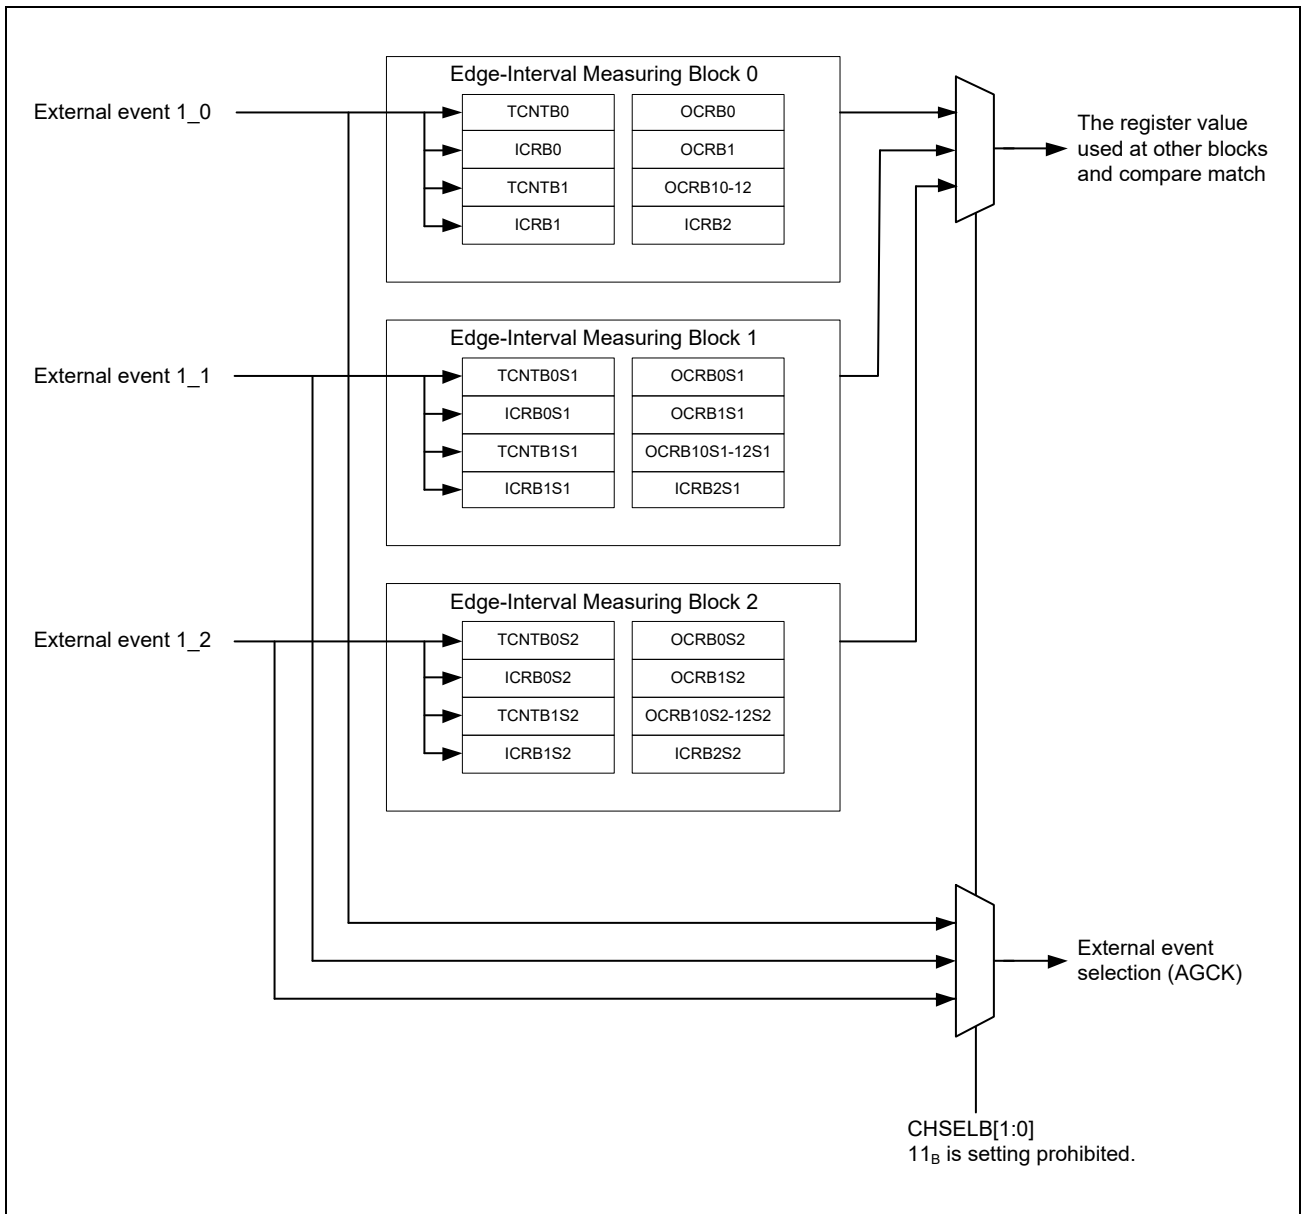 Edge-Interval Measuring Block 0
External event 1_0
TCNTB0
OCRB0
ICRB0
OCRB1
TCNTB1
OCRB10-12
ICRB1
ICRB2
The register value
used at other blocks
and compare match
Edge-Interval Measuring Block 1
External event 1_1
TCNTB0S1
OCRB0S1
ICRB0S1
OCRB1S1
TCNTB1S1
OCRB10S1-12S1
ICRB1S1
ICRB2S1
Edge-Interval Measuring Block 2
External event 1_2
TCNTB0S2
OCRB0S2
ICRB0S2
OCRB1S2
TCNTB1S2
OCRB10S2-12S2
ICRB1S2
ICRB2S2
External event
selection (AGCK)
CHSELB[1:0]
11B is setting prohibited.